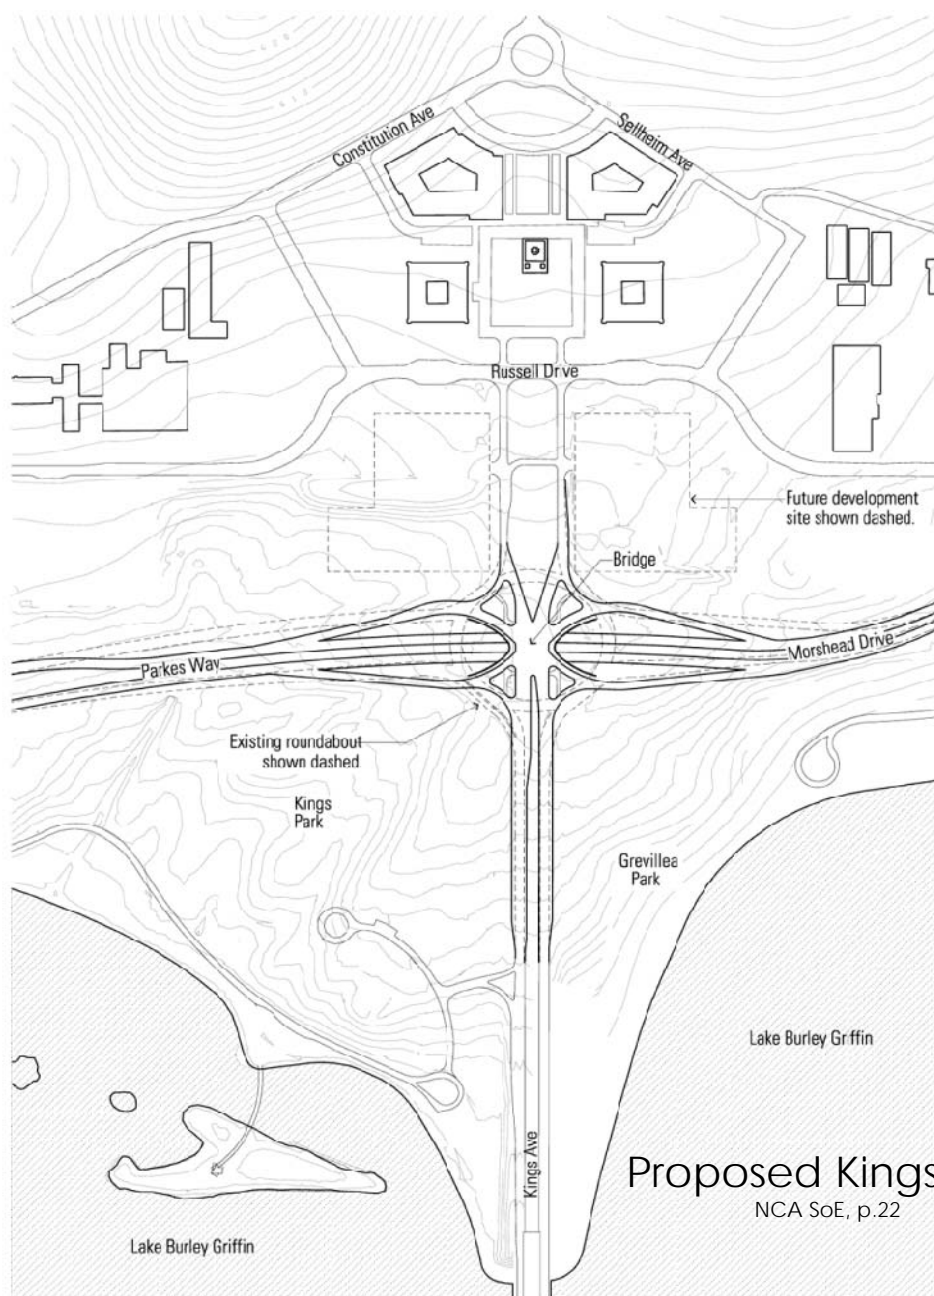 Constitution Ave
Sellheim Ave
Russell Drive
Future development
site shown dashed.
Bridge
Parkes Way
Morshead Drive
Existing roundabout
shown dashed
Kings
Park
Grevillea
Park
Lake Burley Griffin
Kings Ave
Proposed Kings
NCA SoE, p.22
Lake Burley Griffin